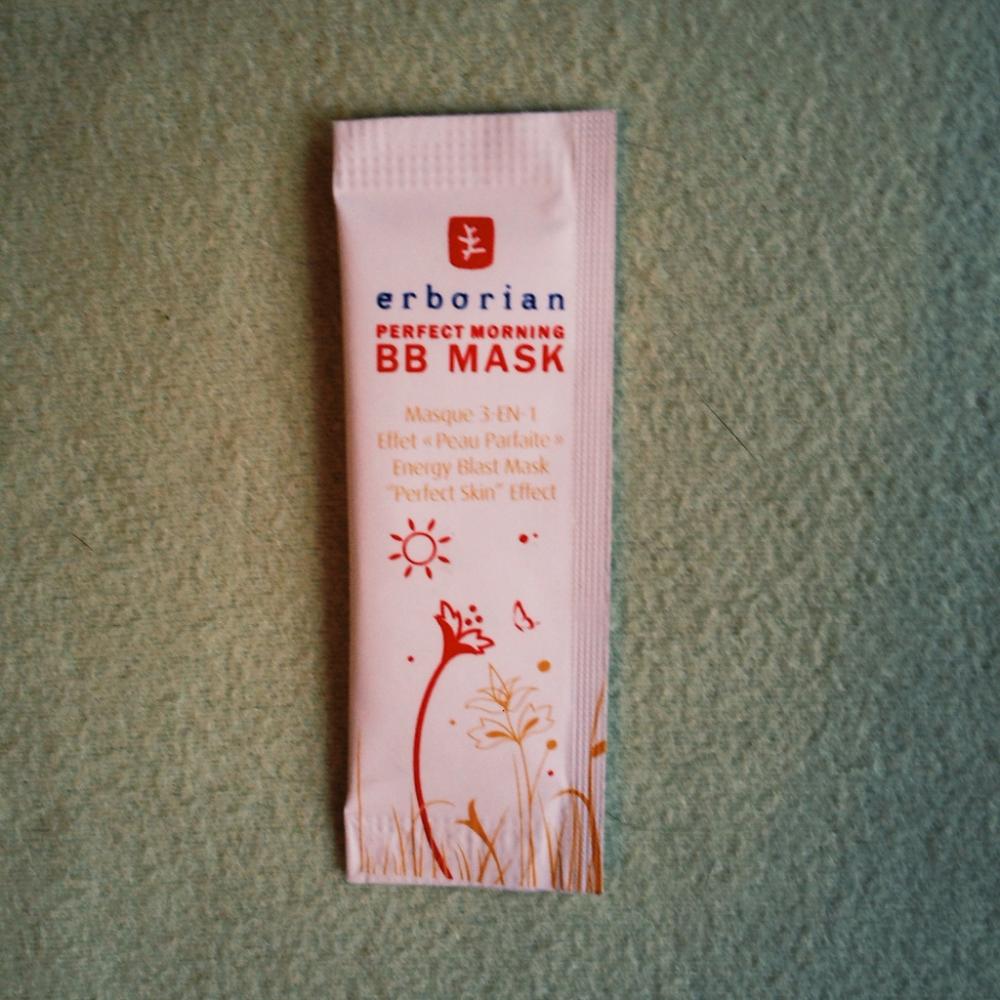 erborian
PERFECT MORNING
BB MASK
Masque 3-EN-1
Effet « Peau Parfaite »
Energy Blast Mask
"Perfect Skin" Effect